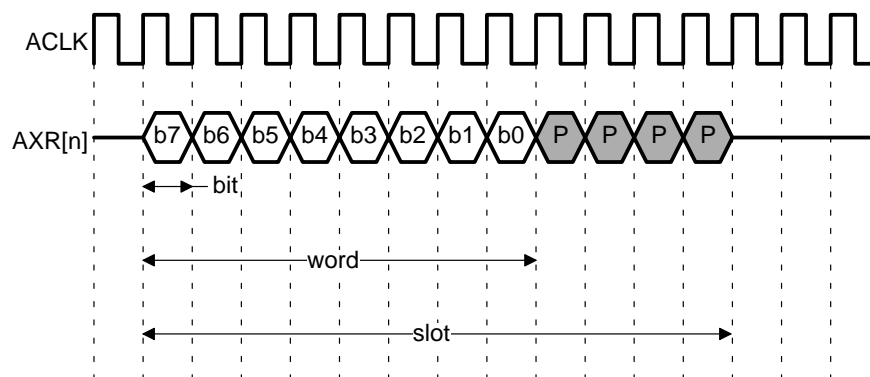 ACLK
AXR[n] b7 b6 b5 b4 b3 b2 b1 b0 P P P P
bit
word
slot